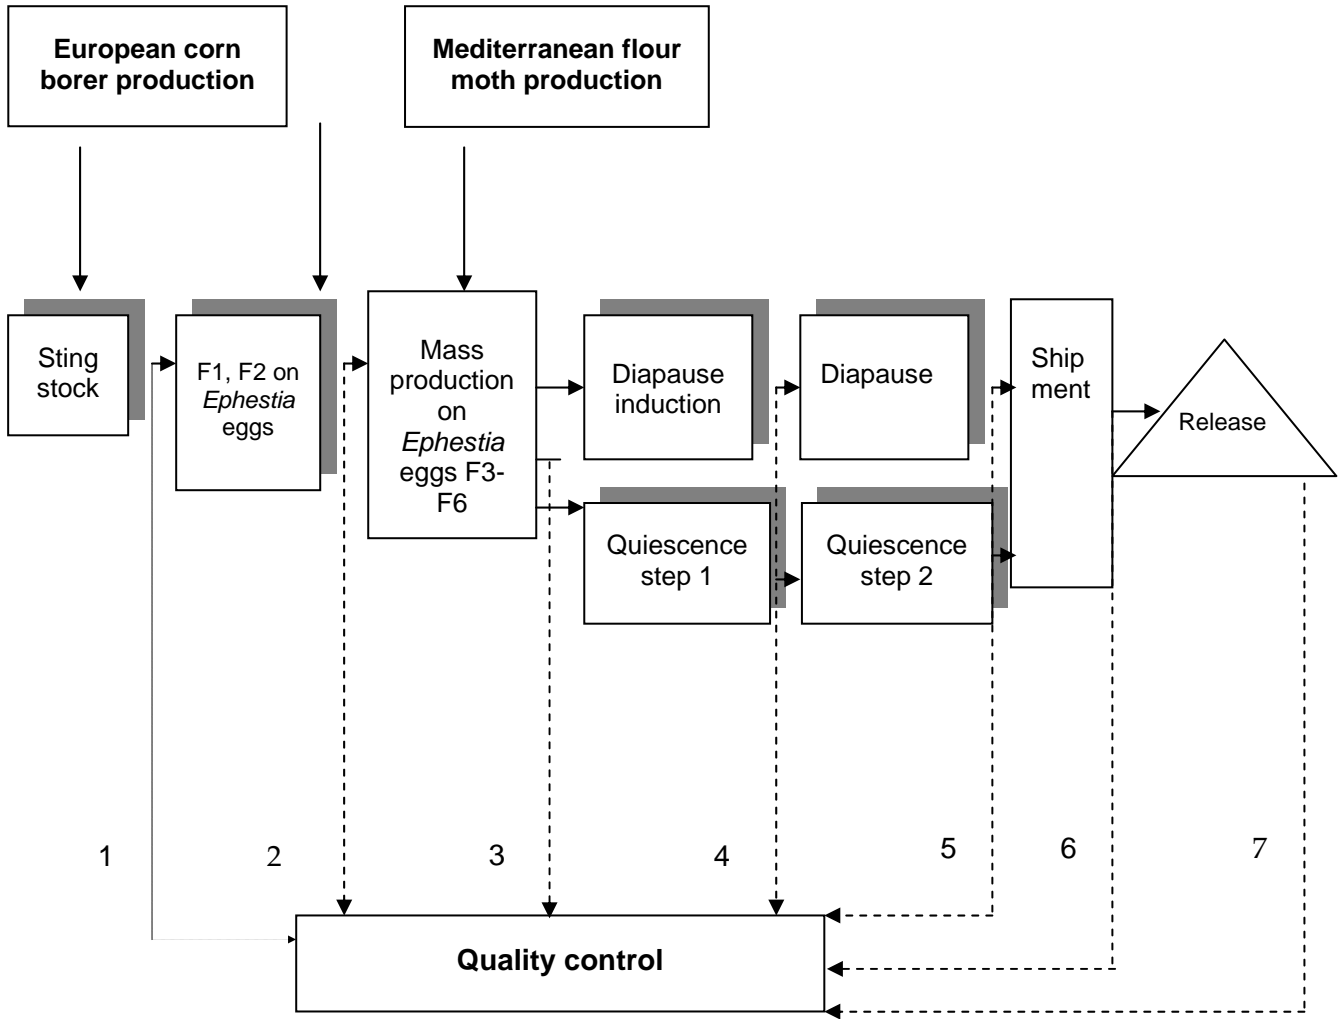 European corn
borer production
Mediterranean flour
moth production
Sting
stock
F1, F2 on
Ephestia
eggs
Mass
production
on
Ephestia
eggs F3-
F6
Diapause
induction
Diapause
Quiescence
step 1
Quiescence
step 2
Ship
ment
Release
1
2
3
4
5
6
7
Quality control